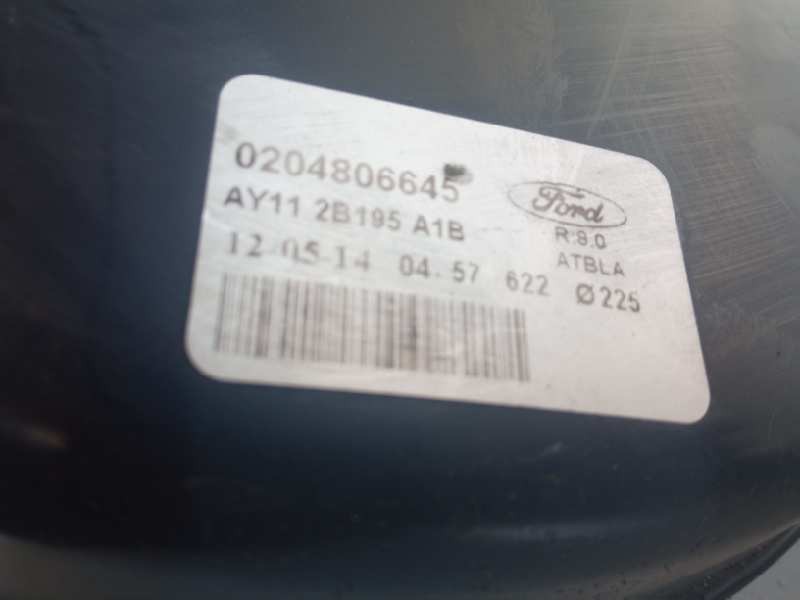 0204806645
AY11 2B195 A1B
12 05 14 04 57 622 Ø225
Ford
R:8.0
ATBLA